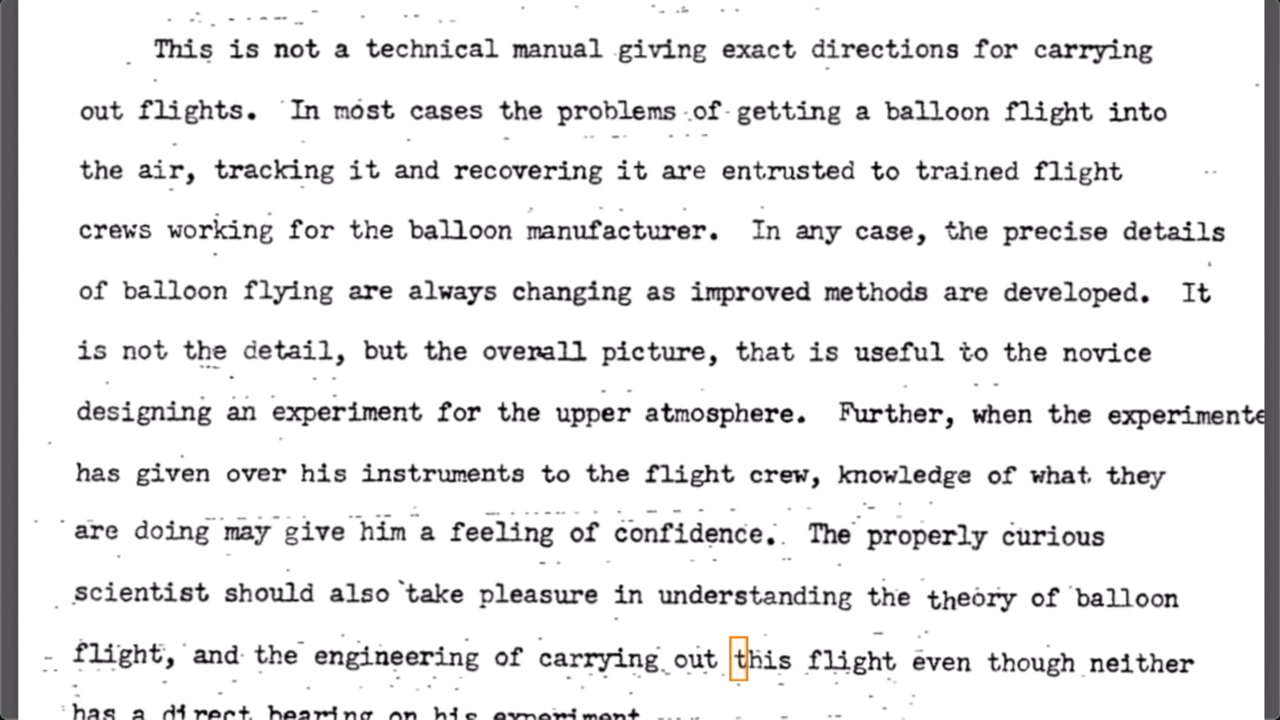 This is not a technical manual giving exact directions for carrying
out flights. In most cases the problems of getting a balloon flight into
the air, tracking it and recovering it are entrusted to trained flight
crews working for the balloon manufacturer. In any case, the precise details
of balloon flying are always changing as improved methods are developed. It
is not the detail, but the overall picture, that is useful to the novice
designing an experiment for the upper atmosphere. Further, when the experimente
has given over his instruments to the flight crew, knowledge of what they
are doing may give him a feeling of confidence. The properly curious
scientist should also take pleasure in understanding the theory of balloon
flight, and the engineering of carrying out this flight even though neither
has a direct bearing on his experiment